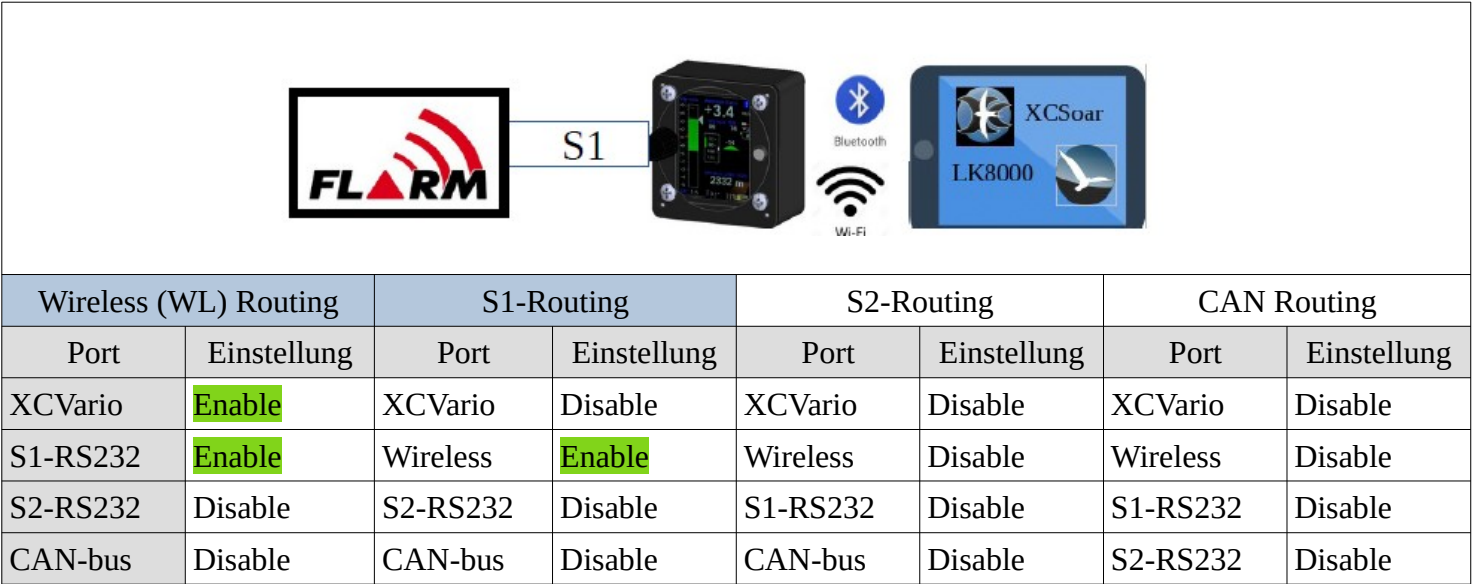 FLARM
S1
+3.4
2332 m
Bluetooth
Wi-Fi
XCSoar
LK8000
Wireless (WL) Routing S1-Routing S2-Routing CAN Routing
Port Einstellung Port Einstellung Port Einstellung Port Einstellung
XCVario Enable XCVario Disable XCVario Disable XCVario Disable
S1-RS232 Enable Wireless Enable Wireless Disable Wireless Disable
S2-RS232 Disable S2-RS232 Disable S1-RS232 Disable S1-RS232 Disable
CAN-bus Disable CAN-bus Disable CAN-bus Disable S2-RS232 Disable